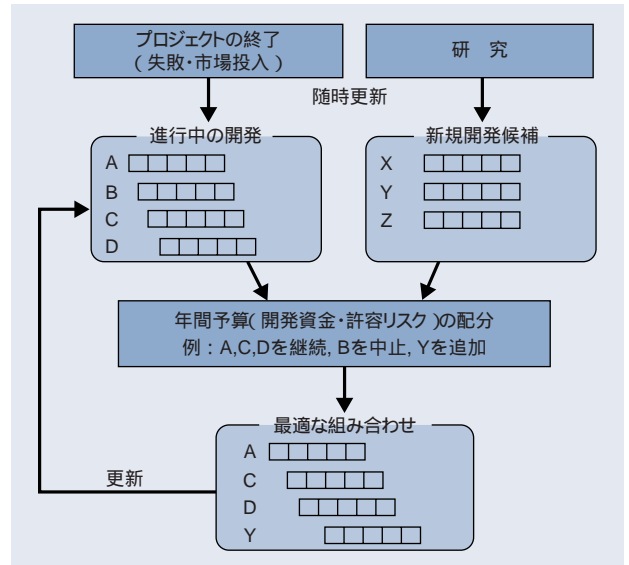 プロジェクトの終了
(失敗・市場投入)
研 究
随時更新
進行中の開発
A
B
C
D
新規開発候補
X
Y
Z
年間予算(開発資金・許容リスク)の配分
例:A,C,Dを継続, Bを中止, Yを追加
最適な組み合わせ
A
C
D
Y
更新